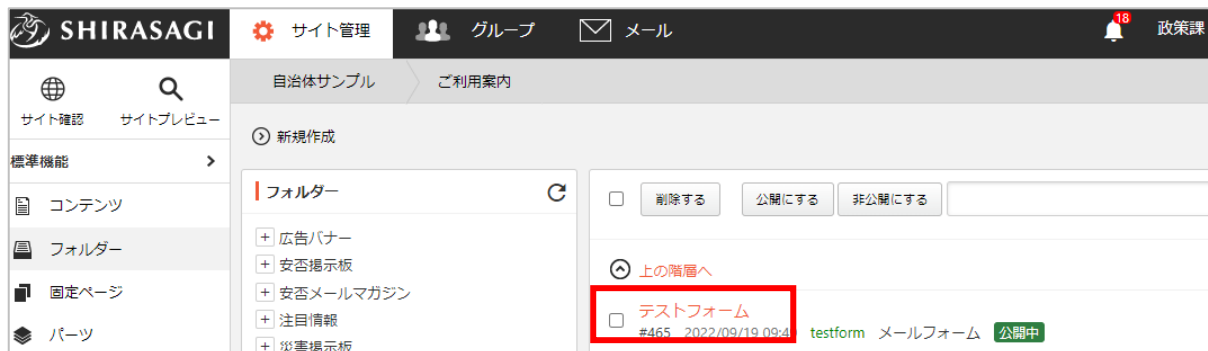 SHIRASAGI サイト管理 グループ メール 18 政策課
サイト確認 サイトプレビュー
自治体サンプル ご利用案内
新規作成
標準機能
コンテンツ
フォルダー
固定ページ
パーツ
フォルダー
広告バナー
安否掲示板
安否メールマガジン
注目情報
災害掲示板
削除する 公開にする 非公開にする
上の階層へ
テストフォーム
#465 2022/09/19 09:4 testform メールフォーム 公開中